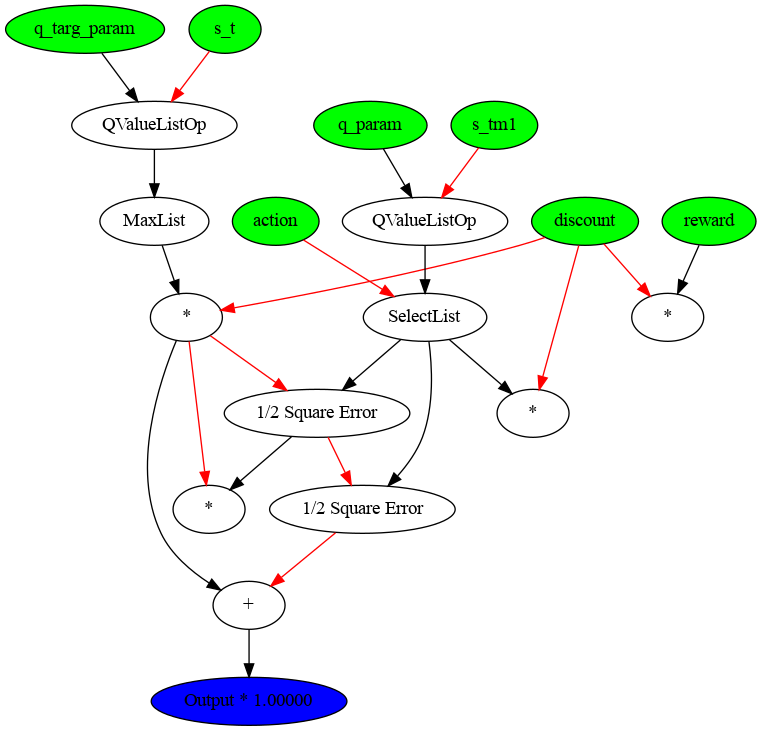 q_targ_param
s_t
QValueListOp
q_param
s_tm1
MaxList
action
QValueListOp
discount
reward
*
SelectList
*
1/2 Square Error
*
*
1/2 Square Error
+
Output * 1.00000